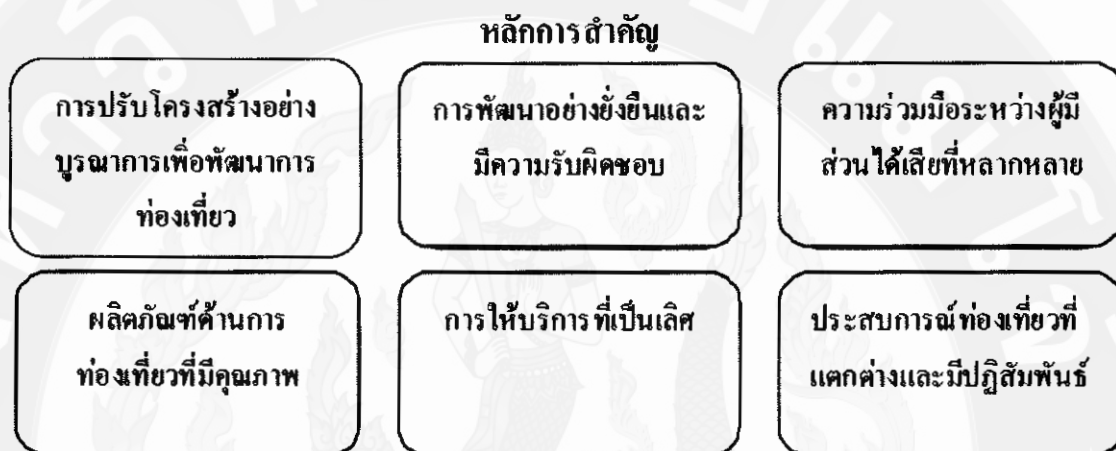 หลักการสำคัญ
การปรับโครงสร้างอย่าง
บูรณาการเพื่อพัฒนาการ
ท่องเที่ยว
การพัฒนาอย่างยั่งยืนและ
มีความรับผิดชอบ
ความร่วมมือระหว่างผู้มี
ส่วนได้เสียที่หลากหลาย
ผลิตภัณฑ์ด้านการ
ท่องเที่ยวที่มีคุณภาพ
การให้บริการที่เป็นเลิศ
ประสบการณ์ท่องเที่ยวที่
แตกต่างและมีปฏิสัมพันธ์